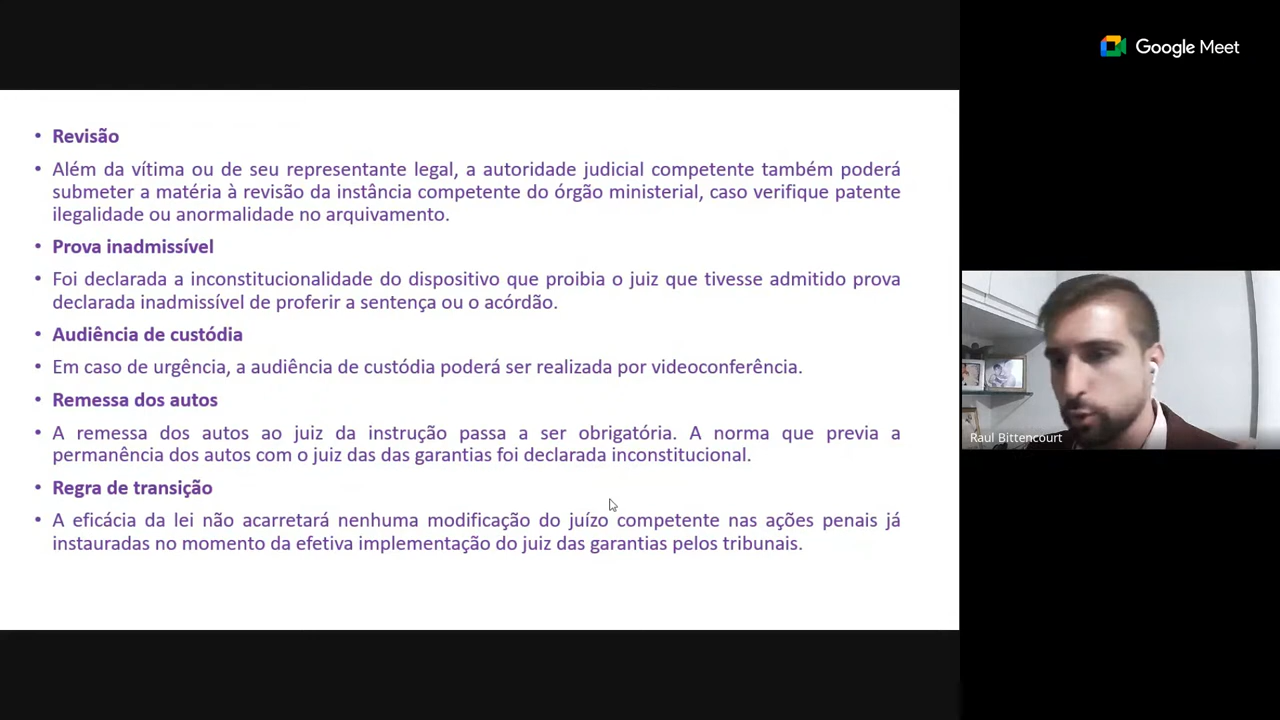 Google Meet
• Revisão
• Além da vítima ou de seu representante legal, a autoridade judicial competente também poderá
submeter a matéria à revisão da instância competente do órgão ministerial, caso verifique patente
ilegalidade ou anormalidade no arquivamento.
• Prova inadmissível
• Foi declarada a inconstitucionalidade do dispositivo que proibia o juiz que tivesse admitido prova
declarada inadmissível de proferir a sentença ou o acórdão.
• Audiência de custódia
• Em caso de urgência, a audiência de custódia poderá ser realizada por videoconferência.
• Remessa dos autos
• A remessa dos autos ao juiz da instrução passa a ser obrigatória. A norma que previa a
permanência dos autos com o juiz das das garantias foi declarada inconstitucional.
• Regra de transição
• A eficácia da lei não acarretará nenhuma modificação do juízo competente nas ações penais já
instauradas no momento da efetiva implementação do juiz das garantias pelos tribunais.
Raul Bittencourt